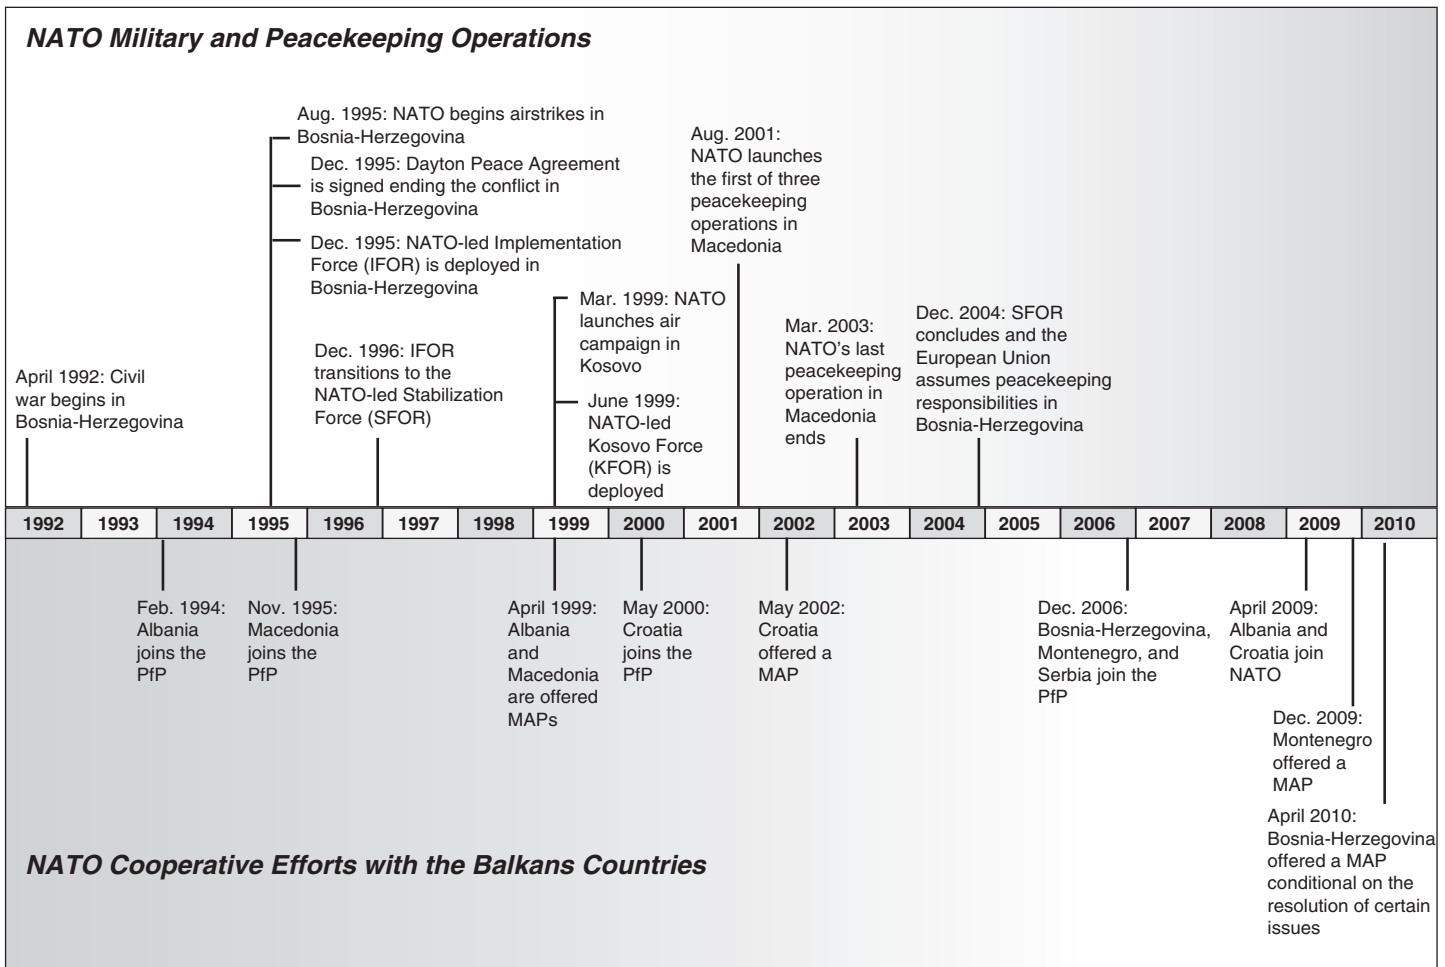 NATO Military and Peacekeeping Operations
April 1992: Civil
war begins in
Bosnia-Herzegovina
Aug. 1995: NATO begins airstrikes in
Bosnia-Herzegovina
Dec. 1995: Dayton Peace Agreement
is signed ending the conflict in
Bosnia-Herzegovina
Dec. 1995: NATO-led Implementation
Force (IFOR) is deployed in
Bosnia-Herzegovina
Dec. 1996: IFOR
transitions to the
NATO-led Stabilization
Force (SFOR)
Mar. 1999: NATO
launches air
campaign in
Kosovo
June 1999:
NATO-led
Kosovo Force
(KFOR) is
deployed
Aug. 2001:
NATO launches
the first of three
peacekeeping
operations in
Macedonia
Mar. 2003:
NATO’s last
peacekeeping
operation in
Macedonia
ends
Dec. 2004: SFOR
concludes and the
European Union
assumes peacekeeping
responsibilities in
Bosnia-Herzegovina
1992 1993 1994 1995 1996 1997 1998 1999 2000 2001 2002 2003 2004 2005 2006 2007 2008 2009 2010
Feb. 1994:
Albania
joins the
PfP
Nov. 1995:
Macedonia
joins the
PfP
April 1999:
Albania
and
Macedonia
are offered
MAPs
May 2000:
Croatia
joins the
PfP
May 2002:
Croatia
offered a
MAP
Dec. 2006:
Bosnia-Herzegovina,
Montenegro, and
Serbia join the
PfP
April 2009:
Albania and
Croatia join
NATO
Dec. 2009:
Montenegro
offered a
MAP
April 2010:
Bosnia-Herzegovina
offered a MAP
conditional on the
resolution of certain
issues
NATO Cooperative Efforts with the Balkans Countries